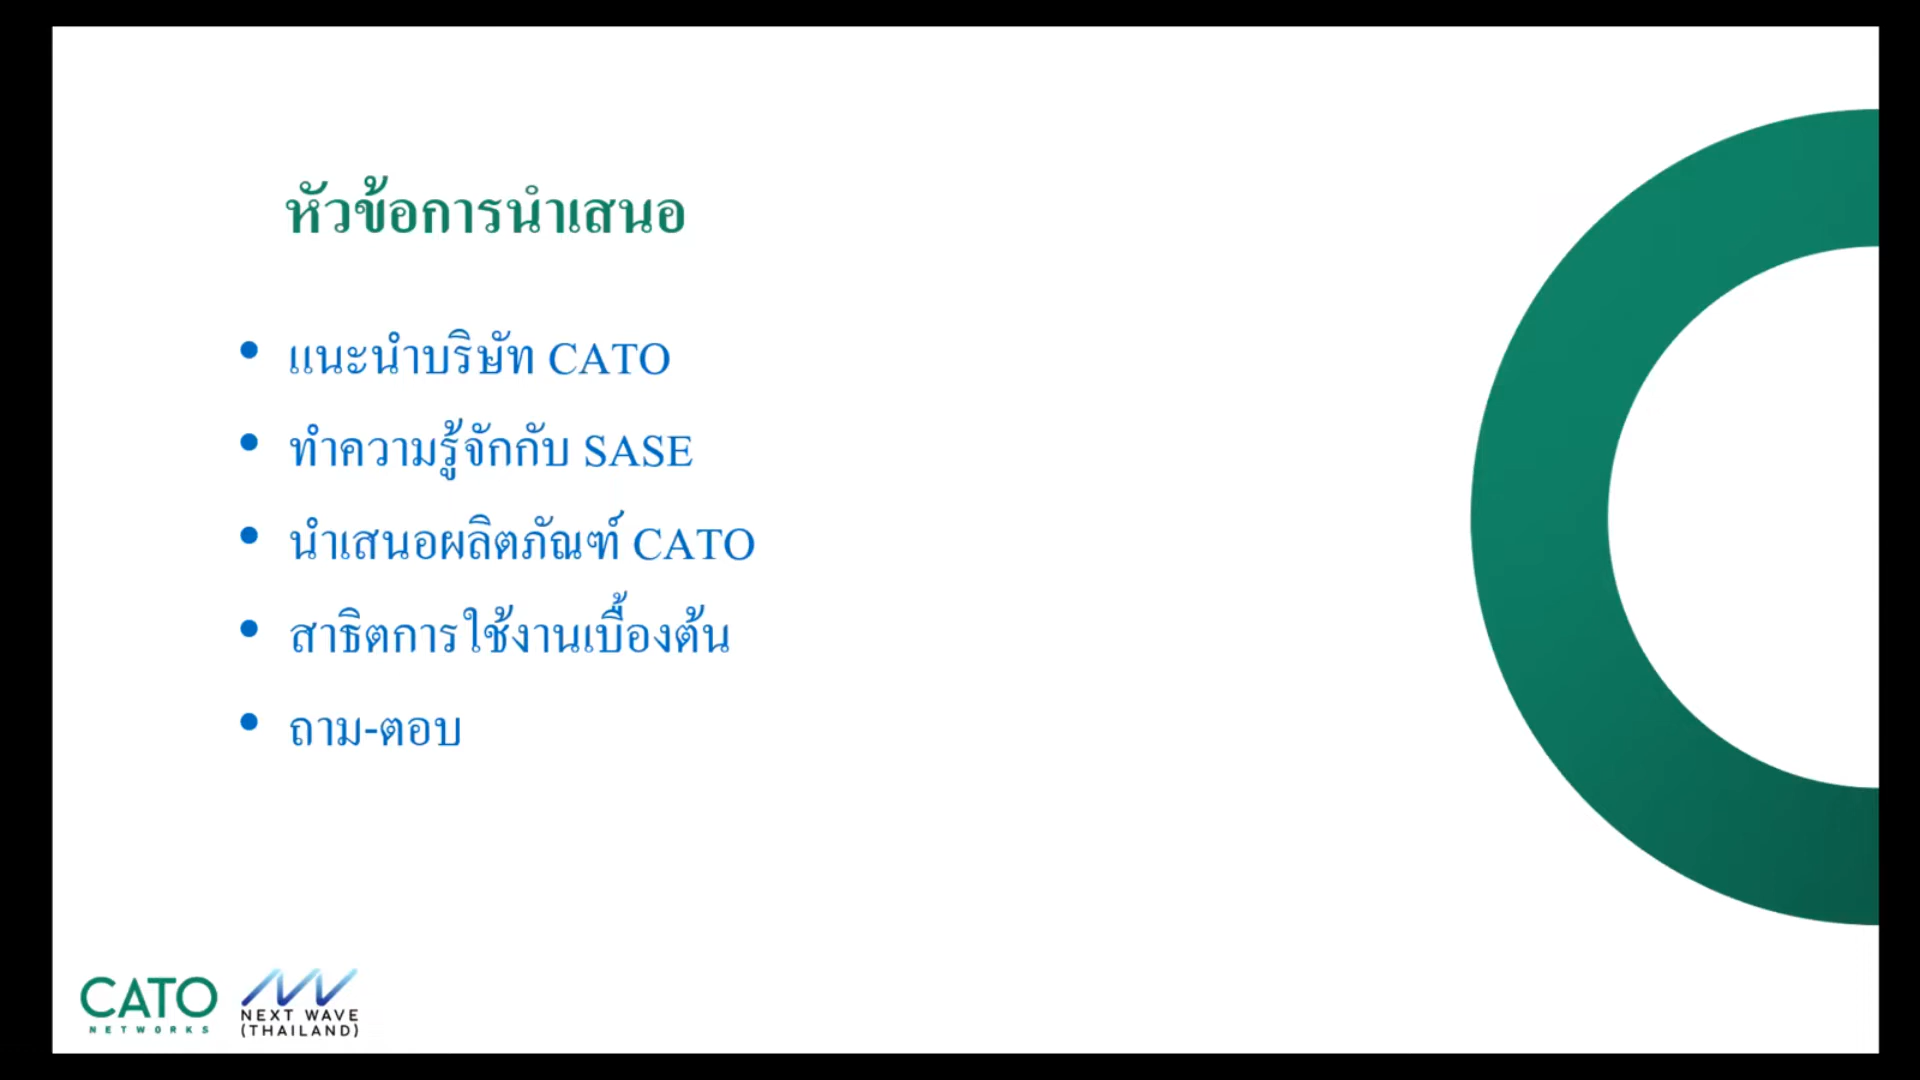 หัวข้อการนำเสนอ
• แนะนำบริษัท CATO
• ทำความรู้จักกับ SASE
• นำเสนอผลิตภัณฑ์ CATO
• สาธิตการใช้งานเบื้องต้น
• ถาม-ตอบ
CATO
NETWORKS
NEXT WAVE
(THAILAND)